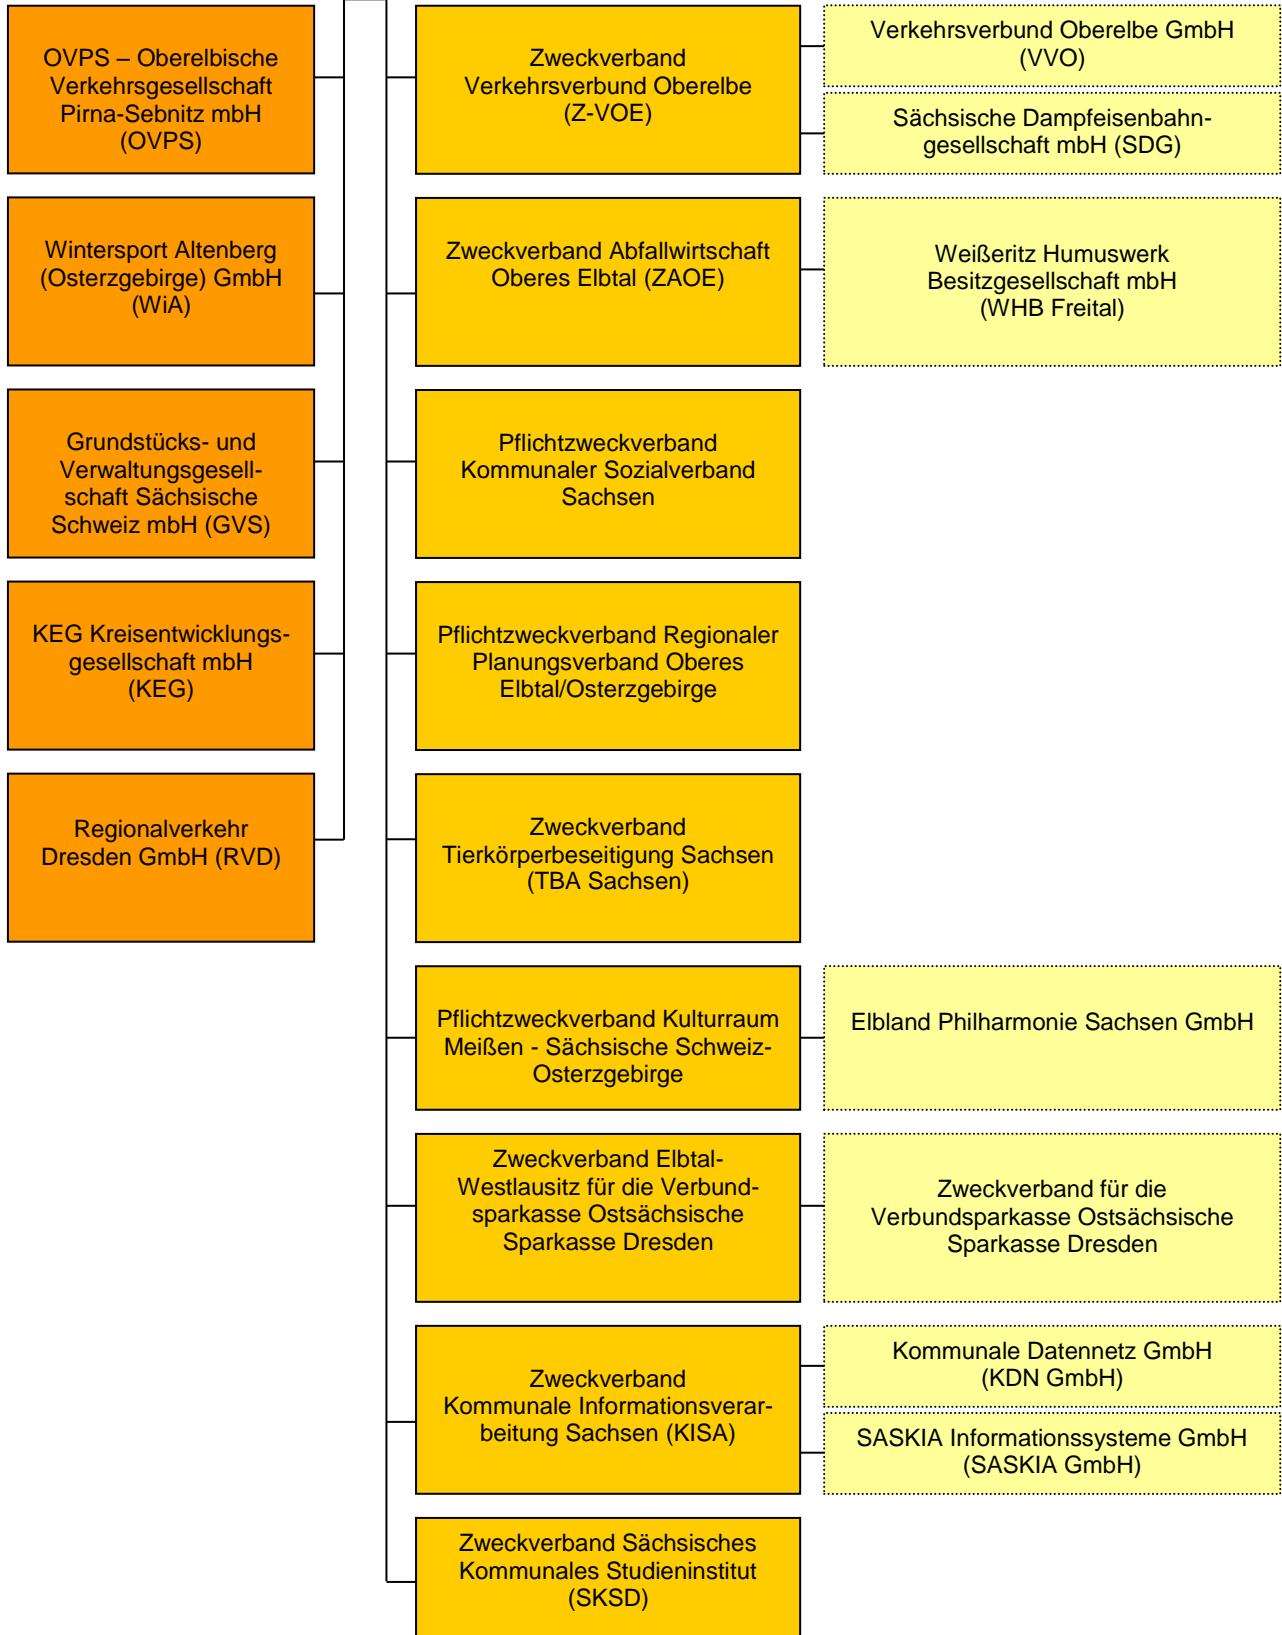 OVPS – Oberelbische
Verkehrsgesellschaft
Pirna-Sebnitz mbH
(OVPS)
Zweckverband
Verkehrsverbund Oberelbe
(Z-VOE)
Verkehrsverbund Oberelbe GmbH
(VVO)
Sächsische Dampfeisenbahn-
gesellschaft mbH (SDG)
Wintersport Altenberg
(Osterzgebirge) GmbH
(WiA)
Zweckverband Abfallwirtschaft
Oberes Elbtal (ZAOE)
Weißeritz Humuswerk
Besitzgesellschaft mbH
(WHB Freital)
Grundstücks- und
Verwaltungsgesell-
schaft Sächsische
Schweiz mbH (GVS)
Pflichtzweckverband
Kommunaler Sozialverband
Sachsen
KEG Kreisentwicklungs-
gesellschaft mbH
(KEG)
Pflichtzweckverband Regionaler
Planungsverband Oberes
Elbtal/Osterzgebirge
Regionalverkehr
Dresden GmbH (RVD)
Zweckverband
Tierkörperbeseitigung Sachsen
(TBA Sachsen)
Pflichtzweckverband Kulturraum
Meißen - Sächsische Schweiz-
Osterzgebirge
Elbland Philharmonie Sachsen GmbH
Zweckverband Elbtal-
Westlausitz für die Verbund-
sparkasse Ostsächsische
Sparkasse Dresden
Zweckverband für die
Verbundsparkasse Ostsächsische
Sparkasse Dresden
Zweckverband
Kommunale Informationsverar-
beitung Sachsen (KISA)
Kommunale Datennetz GmbH
(KDN GmbH)
SASKIA Informationssysteme GmbH
(SASKIA GmbH)
Zweckverband Sächsisches
Kommunales Studieninstitut
(SKSD)